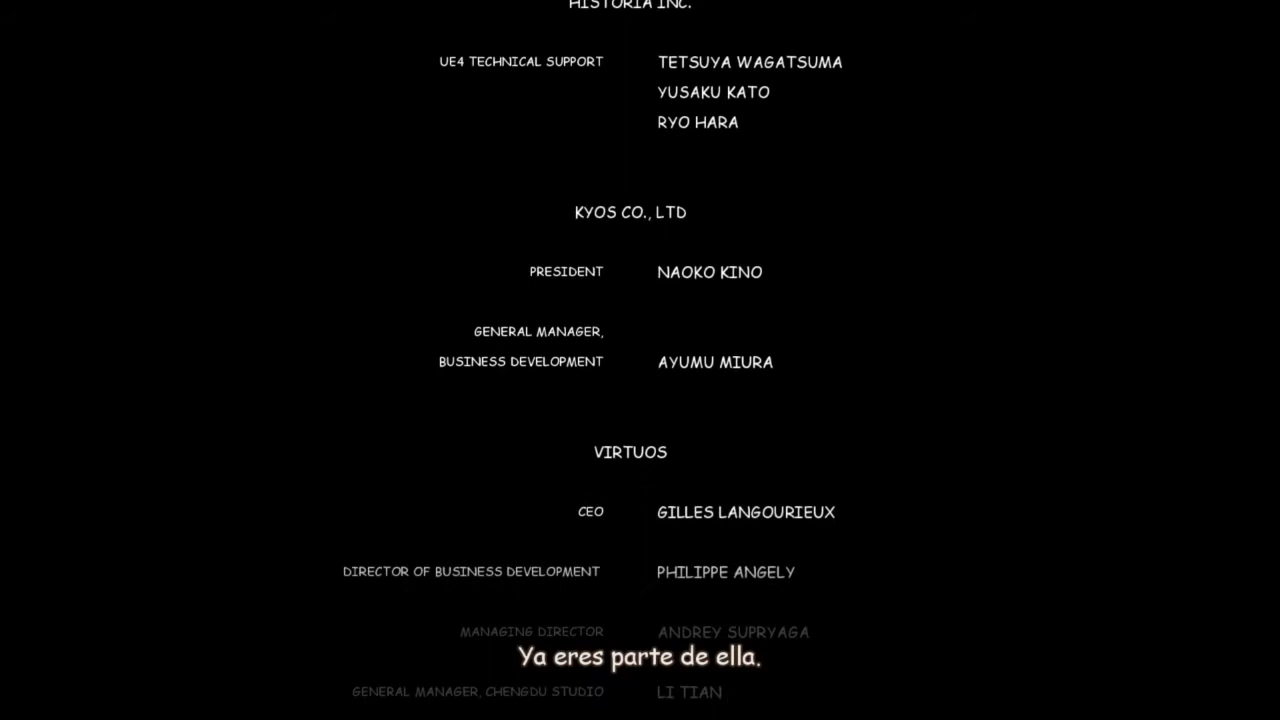 HISTORIA INC.
UE4 TECHNICAL SUPPORT TETSUYA WAGATSUMA
YUSAKU KATO
RYO HARA
KYOS CO., LTD
PRESIDENT NAOKO KINO
GENERAL MANAGER,
BUSINESS DEVELOPMENT AYUMU MIURA
VIRTUOS
CEO GILLES LANGOURIEUX
DIRECTOR OF BUSINESS DEVELOPMENT PHILIPPE ANGELY
MANAGING DIRECTOR ANDREY SUPRYAGA
Ya eres parte de ella.
GENERAL MANAGER, CHENGDU STUDIO LI TIAN